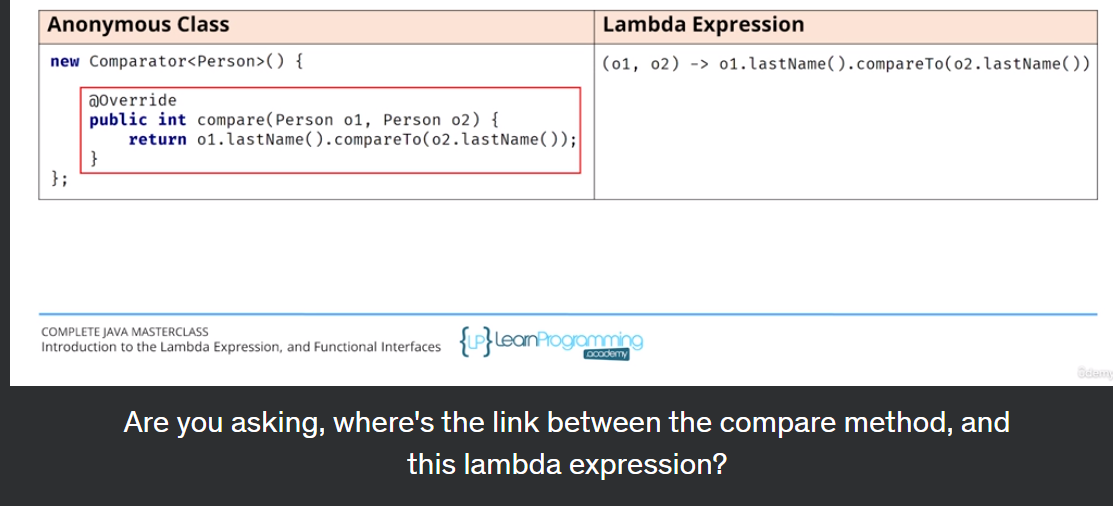 Anonymous Class
Lambda Expression
new Comparator<Person>() {
@Override
public int compare(Person o1, Person o2) {
return o1.lastName().compareTo(o2.lastName());
}
};
(o1, o2) -> o1.lastName().compareTo(o2.lastName())
COMPLETE JAVA MASTERCLASS
Introduction to the Lambda Expression, and Functional Interfaces
{LP} LearnProgramming
academy
Udemy
Are you asking, where's the link between the compare method, and
this lambda expression?